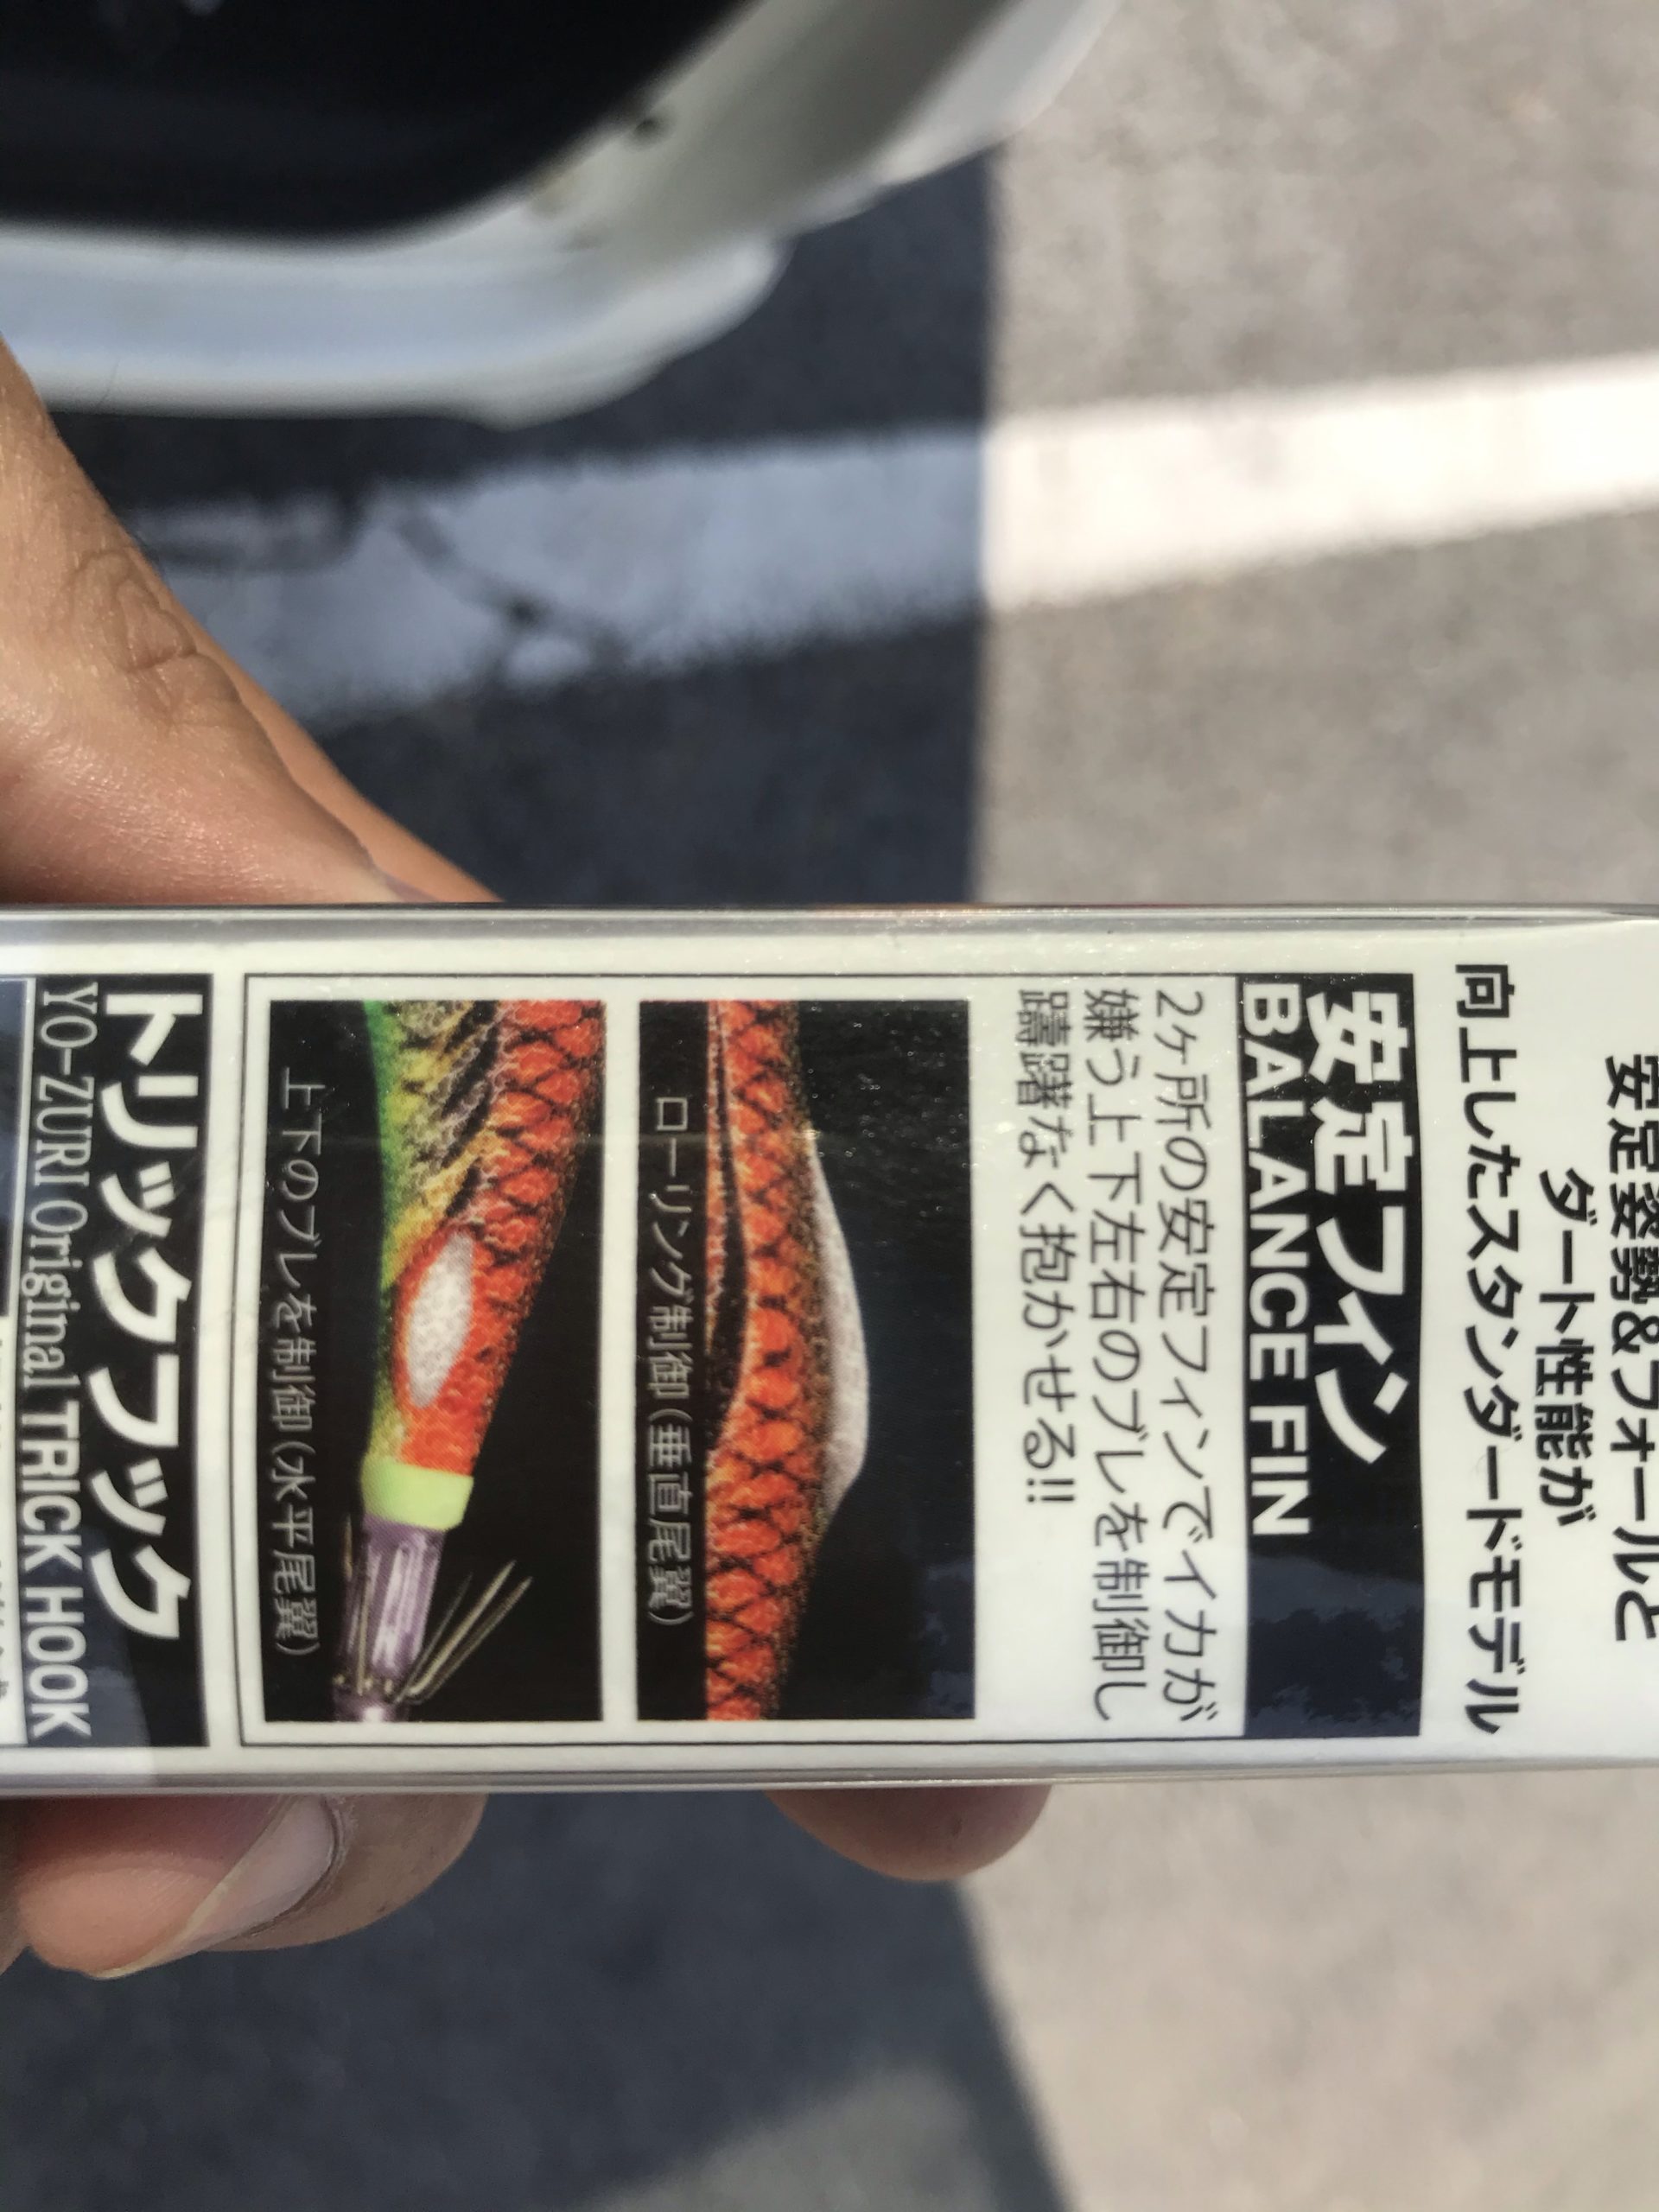 安定姿勢&フォールと
ダート性能が
向上したスタンダードモデル
安定フィン
BALANCE FIN
2ヶ所の安定フィンでイカが
嫌う上下左右のブレを制御し
躊躇なく抱かせる!!
ローリング制御(垂直尾翼)
上下のブレを制御(水平尾翼)
トリックフック
YO-ZURI Original TRICK HOOK